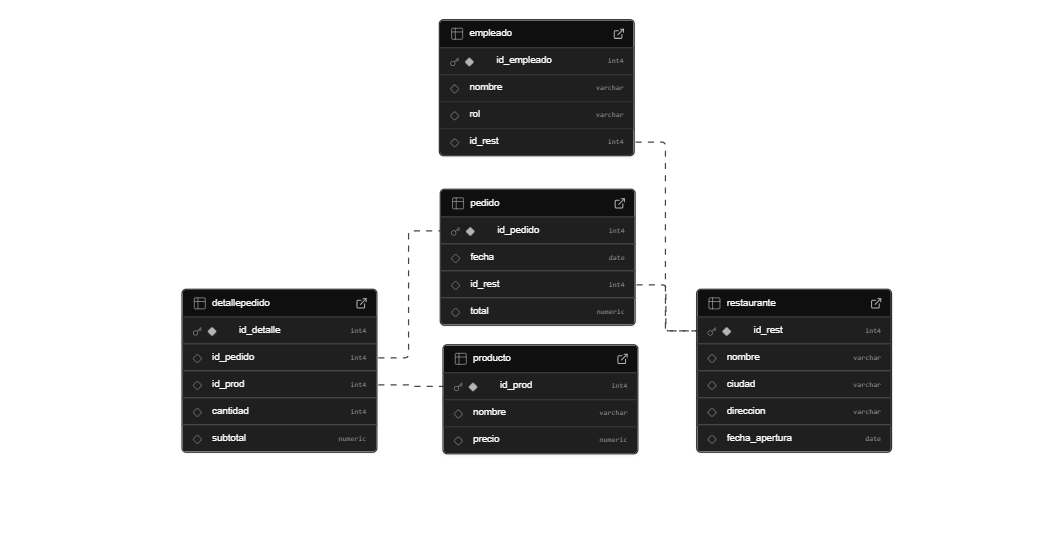 empleado
id_empleado int4
nombre varchar
rol varchar
id_rest int4
pedido
id_pedido int4
fecha date
id_rest int4
total numeric
detallepedido
id_detalle int4
id_pedido int4
id_prod int4
cantidad int4
subtotal numeric
producto
id_prod int4
nombre varchar
precio numeric
restaurante
id_rest int4
nombre varchar
ciudad varchar
direccion varchar
fecha_apertura date